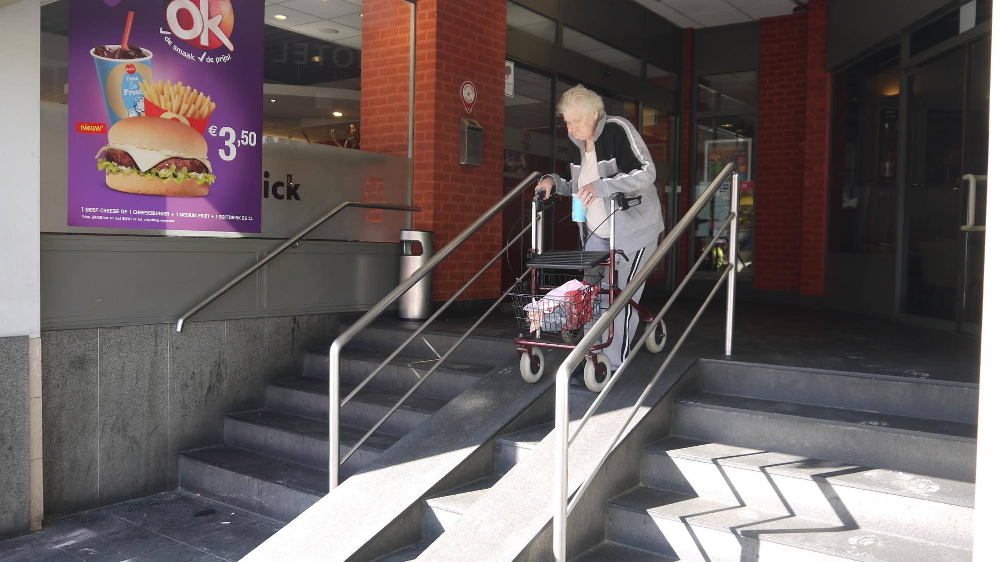 ok
✓de smaak. ✓de prijs!
Coca-Cola
Fresh
So
Fresh
nieuw*
€3,50
1 BEEF CHEESE OF 1 CHEESEBURGER + 1 MEDIUM FRIET + 1 SOFTDRINK 25 CL
*Van 27/09 tot en met 30/01 of tot uitputting voorraad.
ick
HOTEL
OPEN